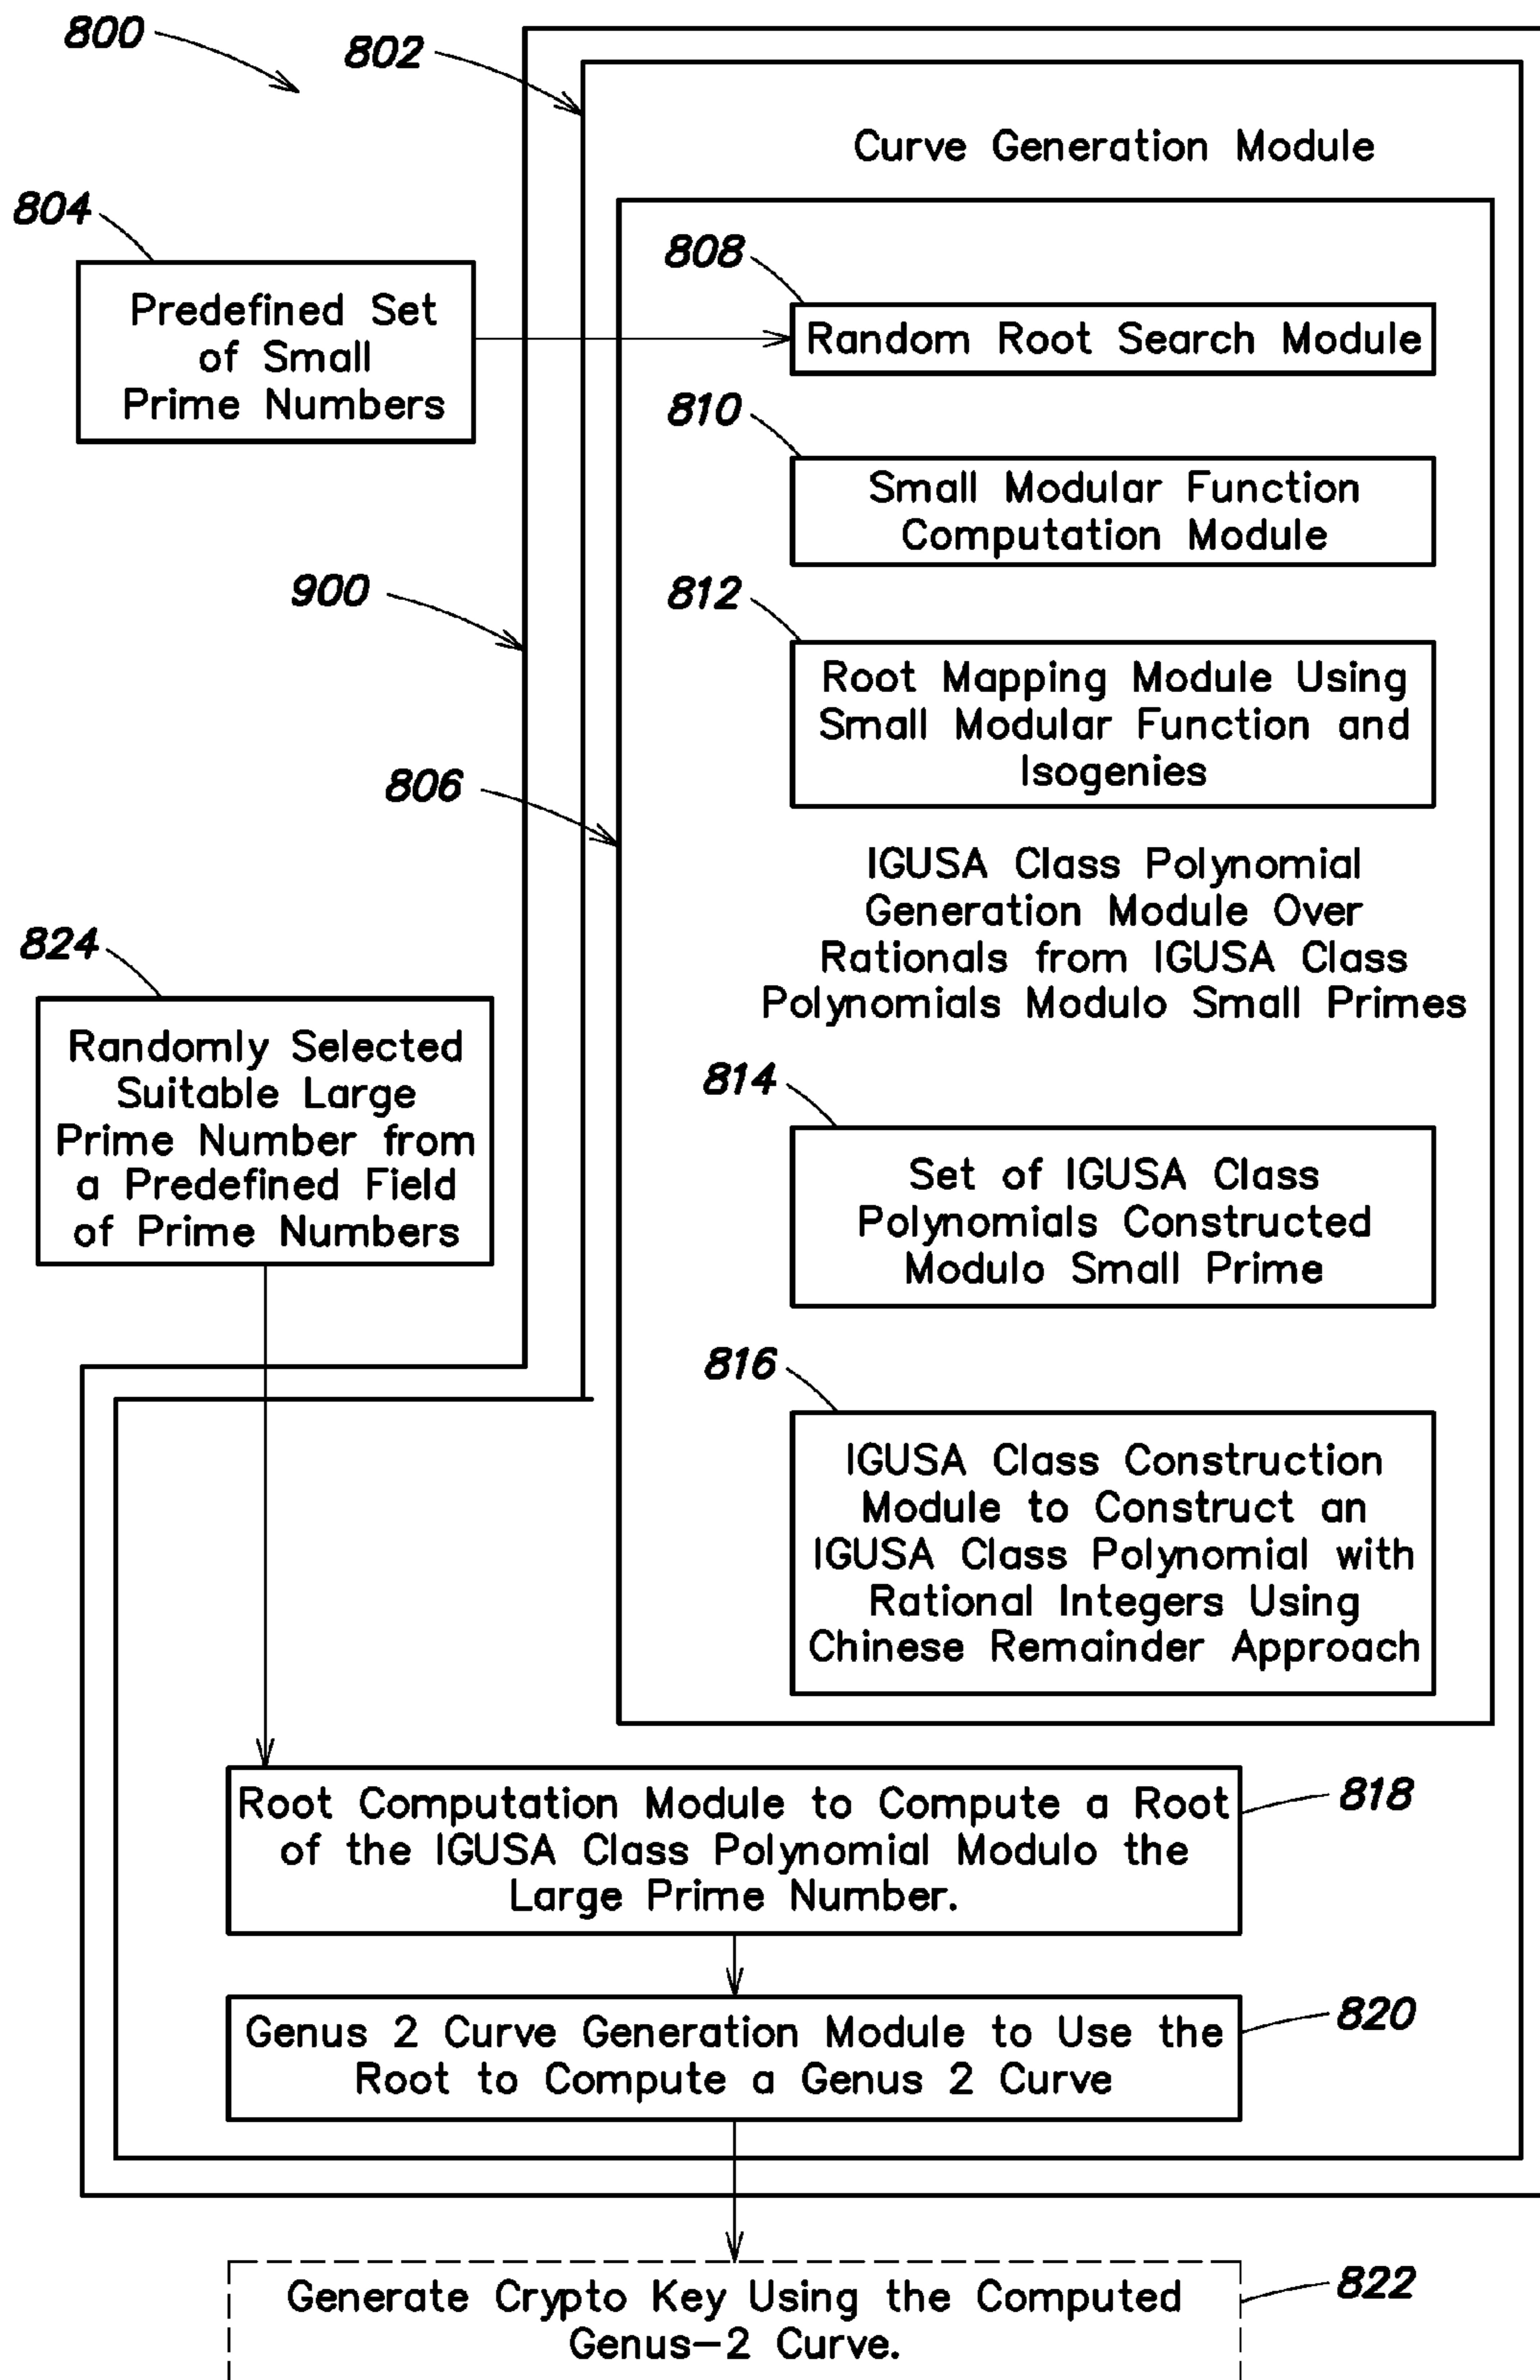 800
802
Curve Generation Module
804
Predefined Set
of Small
Prime Numbers
808
Random Root Search Module
810
Small Modular Function
Computation Module
900
812
Root Mapping Module Using
Small Modular Function and
Isogenies
806
IGUSA Class Polynomial
Generation Module Over
Rationals from IGUSA Class
Polynomials Modulo Small Primes
824
Randomly Selected
Suitable Large
Prime Number from
a Predefined Field
of Prime Numbers
814
Set of IGUSA Class
Polynomials Constructed
Modulo Small Prime
816
IGUSA Class Construction
Module to Construct an
IGUSA Class Polynomial with
Rational Integers Using
Chinese Remainder Approach
Root Computation Module to Compute a Root
of the IGUSA Class Polynomial Modulo the
Large Prime Number.
818
Genus 2 Curve Generation Module to Use the
Root to Compute a Genus 2 Curve
820
Generate Crypto Key Using the Computed
Genus-2 Curve.
822